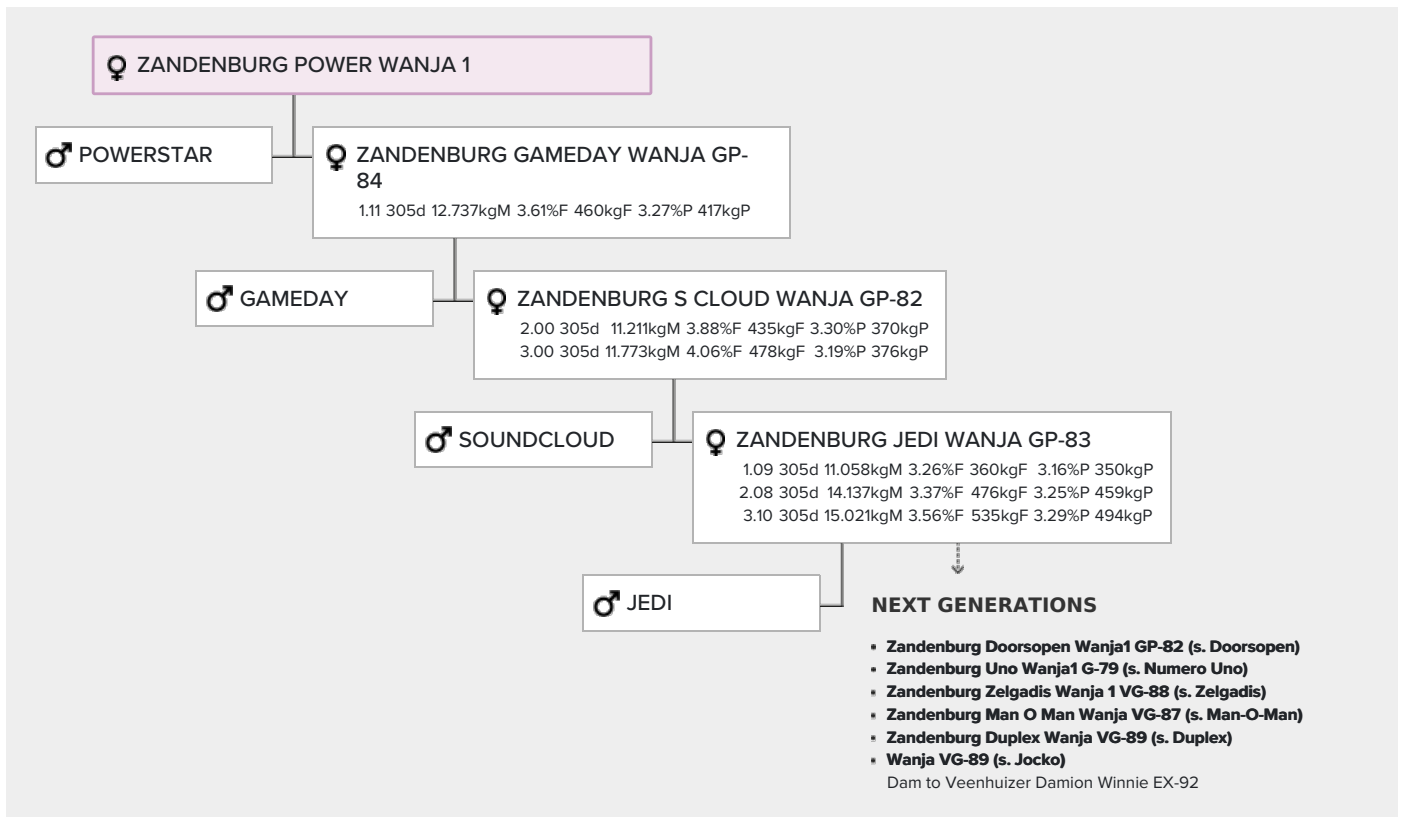 ZANDENBURG POWER WANJA 1
POWERSTAR
ZANDENBURG GAMEDAY WANJA GP-
84
1.11 305d 12.737kgM 3.61%F 460kgF 3.27%P 417kgP
GAMEDAY
ZANDENBURG S CLOUD WANJA GP-82
2.00 305d 11.211kgM 3.88%F 435kgF 3.30%P 370kgP
3.00 305d 11.773kgM 4.06%F 478kgF 3.19%P 376kgP
SOUNDCLOUD
ZANDENBURG JEDI WANJA GP-83
1.09 305d 11.058kgM 3.26%F 360kgF 3.16%P 350kgP
2.08 305d 14.137kgM 3.37%F 476kgF 3.25%P 459kgP
3.10 305d 15.021kgM 3.56%F 535kgF 3.29%P 494kgP
JEDI
NEXT GENERATIONS
• Zandenburg Doorsopen Wanja1 GP-82 (s. Doorsopen)
• Zandenburg Uno Wanja1 G-79 (s. Numero Uno)
• Zandenburg Zelgadis Wanja 1 VG-88 (s. Zelgadis)
• Zandenburg Man O Man Wanja VG-87 (s. Man-O-Man)
• Zandenburg Duplex Wanja VG-89 (s. Duplex)
• Wanja VG-89 (s. Jocko)
Dam to Veenhuizer Damion Winnie EX-92